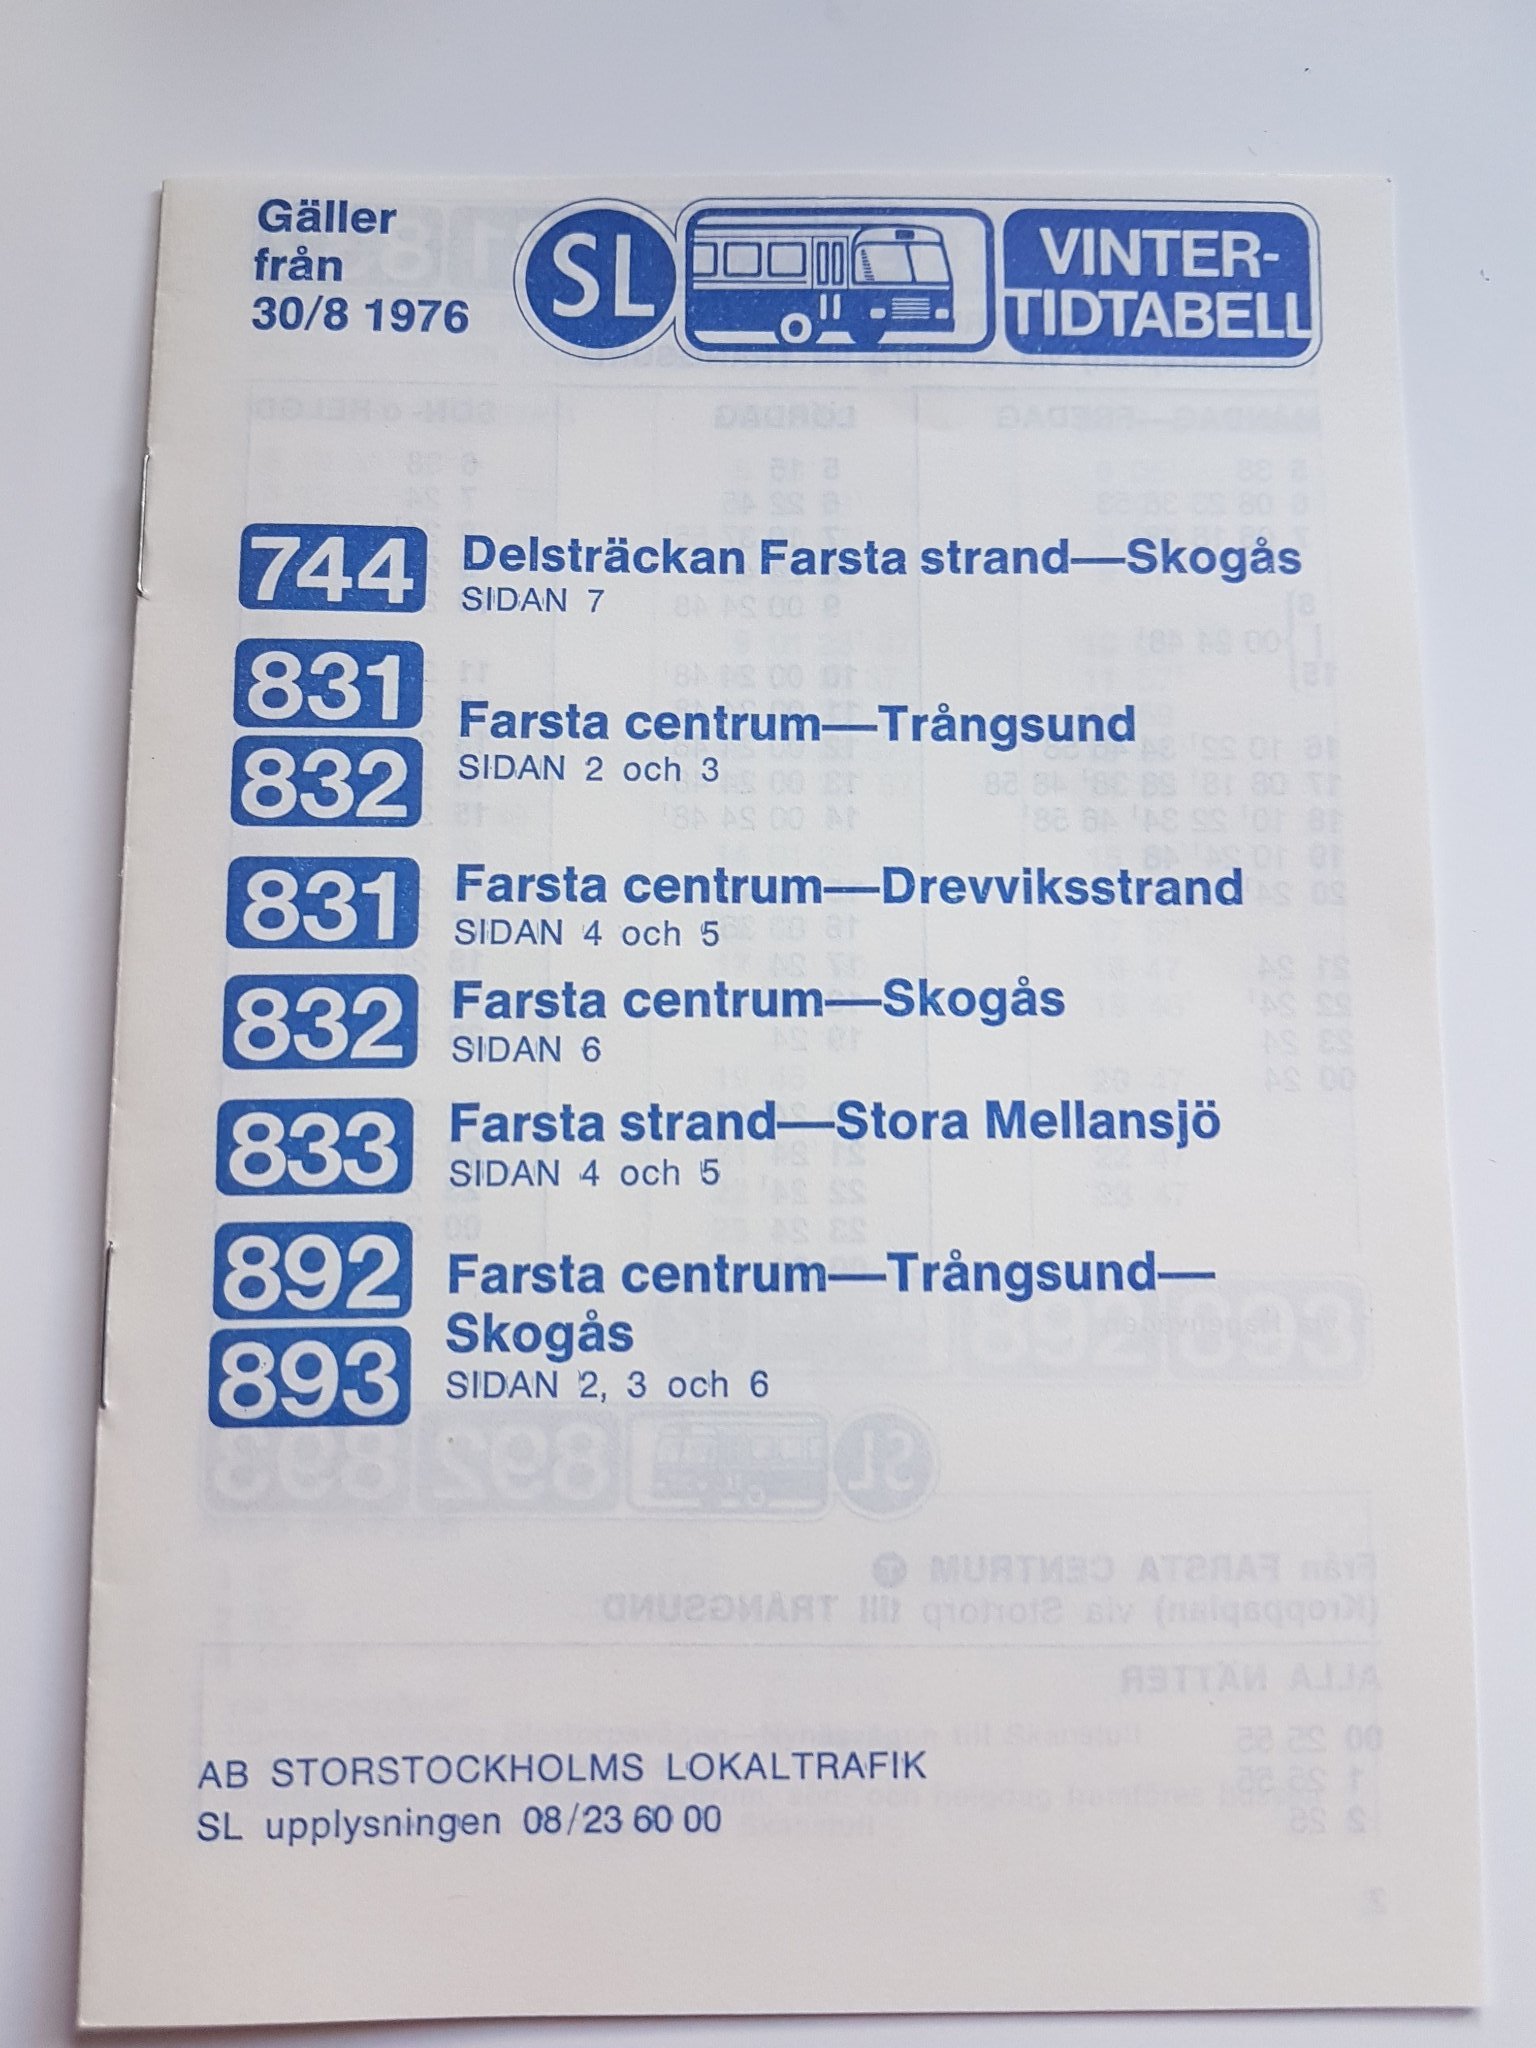 Gäller
från
30/8 1976
SL
VINTER-
TIDTABELL
744
Delsträckan Farsta strand—Skogås
SIDAN 7
831
832
Farsta centrum—Trångsund
SIDAN 2 och 3
831
Farsta centrum—Drevviksstrand
SIDAN 4 och 5
832
Farsta centrum—Skogås
SIDAN 6
833
Farsta strand—Stora Mellansjö
SIDAN 4 och 5
892
893
Farsta centrum—Trångsund—
Skogås
SIDAN 2, 3 och 6
AB STORSTOCKHOLMS LOKALTRAFIK
SL upplysningen 08/23 60 00